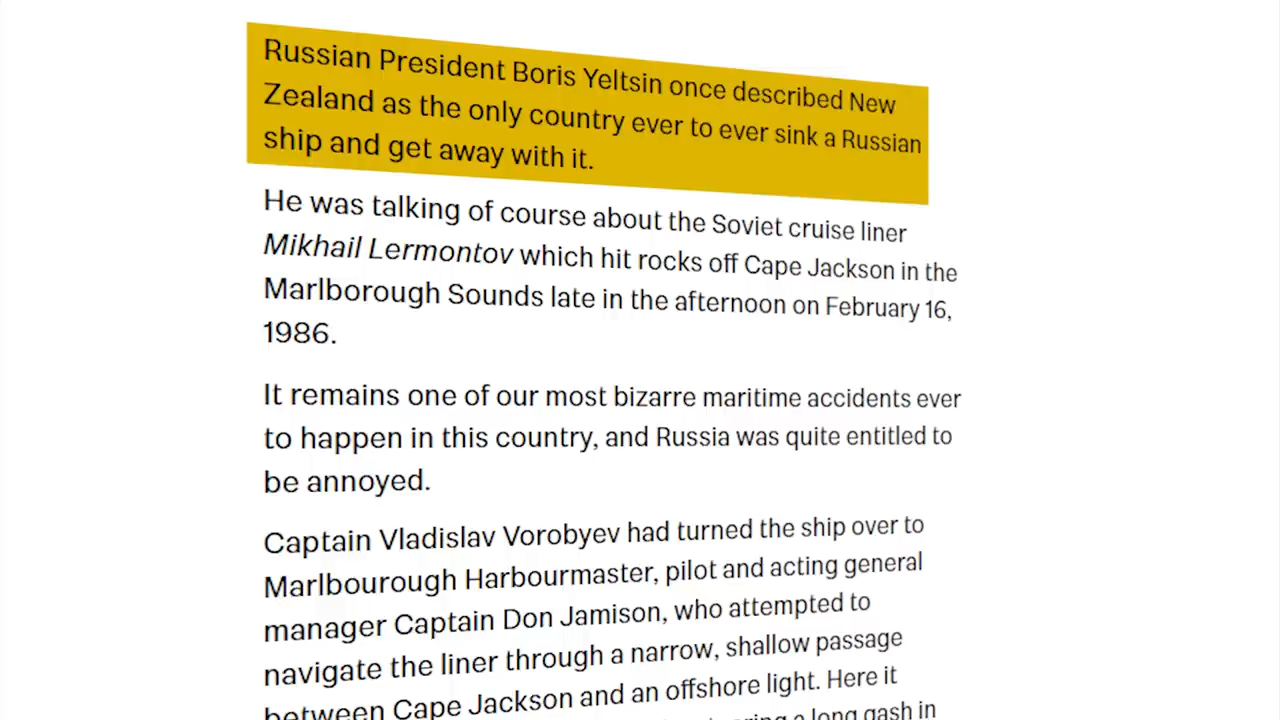 Russian President Boris Yeltsin once described New
Zealand as the only country ever to ever sink a Russian
ship and get away with it.
He was talking of course about the Soviet cruise liner
Mikhail Lermontov which hit rocks off Cape Jackson in the
Marlborough Sounds late in the afternoon on February 16,
1986.
It remains one of our most bizarre maritime accidents ever
to happen in this country, and Russia was quite entitled to
be annoyed.
Captain Vladislav Vorobyev had turned the ship over to
Marlbourough Harbourmaster, pilot and acting general
manager Captain Don Jamison, who attempted to
navigate the liner through a narrow, shallow passage
between Cape Jackson and an offshore light. Here it
a long gash in